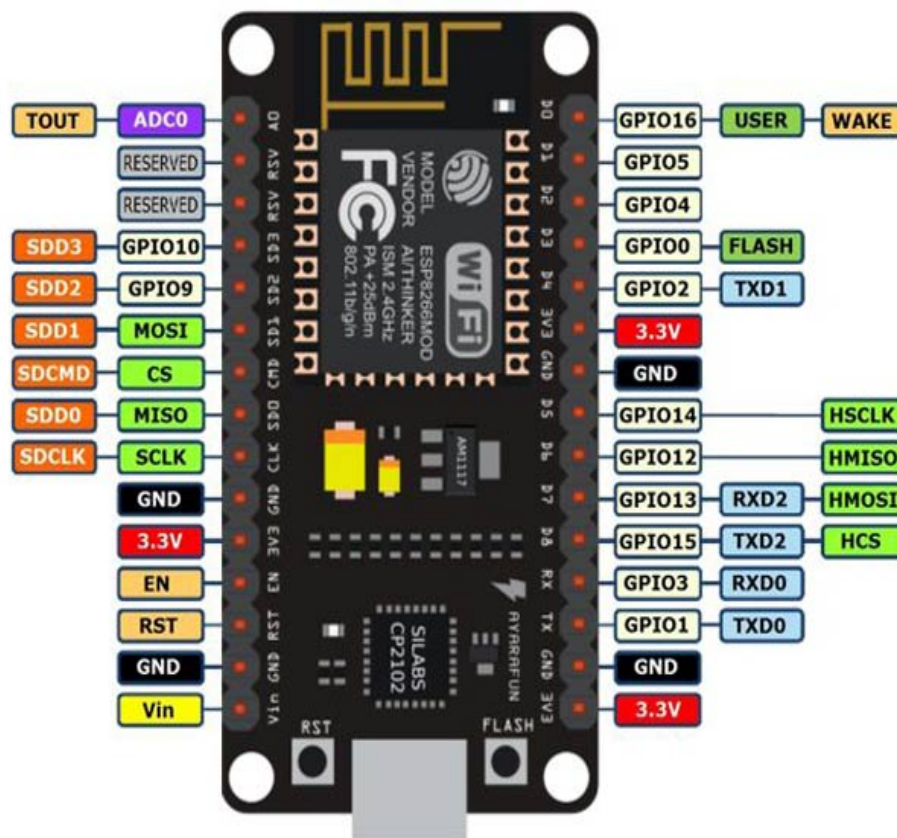 TOUT ADC0 A0 D0 GPIO16 USER WAKE
RESERVED RSV D1 GPIO5
RESERVED RSV D2 GPIO4
SDD3 GPIO10 SD3 D3 GPIO0 FLASH
SDD2 GPIO9 SD2 D4 GPIO2 TXD1
SDD1 MOSI SD1 3V3 3.3V
SDCMD CS CMD GND GND
SDD0 MISO SD0 D5 GPIO14 HSCLK
SDCLK SCLK CLK D6 GPIO12 HMISO
GND GND D7 GPIO13 RXD2 HMOSI
3.3V 3V3 D8 GPIO15 TXD2 HCS
EN EN RX GPIO3 RXD0
RST RST TX GPIO1 TXD0
GND GND GND GND
Vin Vin 3V3 3.3V
MODEL ESP8266MOD
VENDOR AI/THINKER
ISM 2.4GHz
PA +25dBm
802.11b/g/n
FC
WiFi
AM1117
SILABS
CP2102
AYARAFUN
RST
FLASH